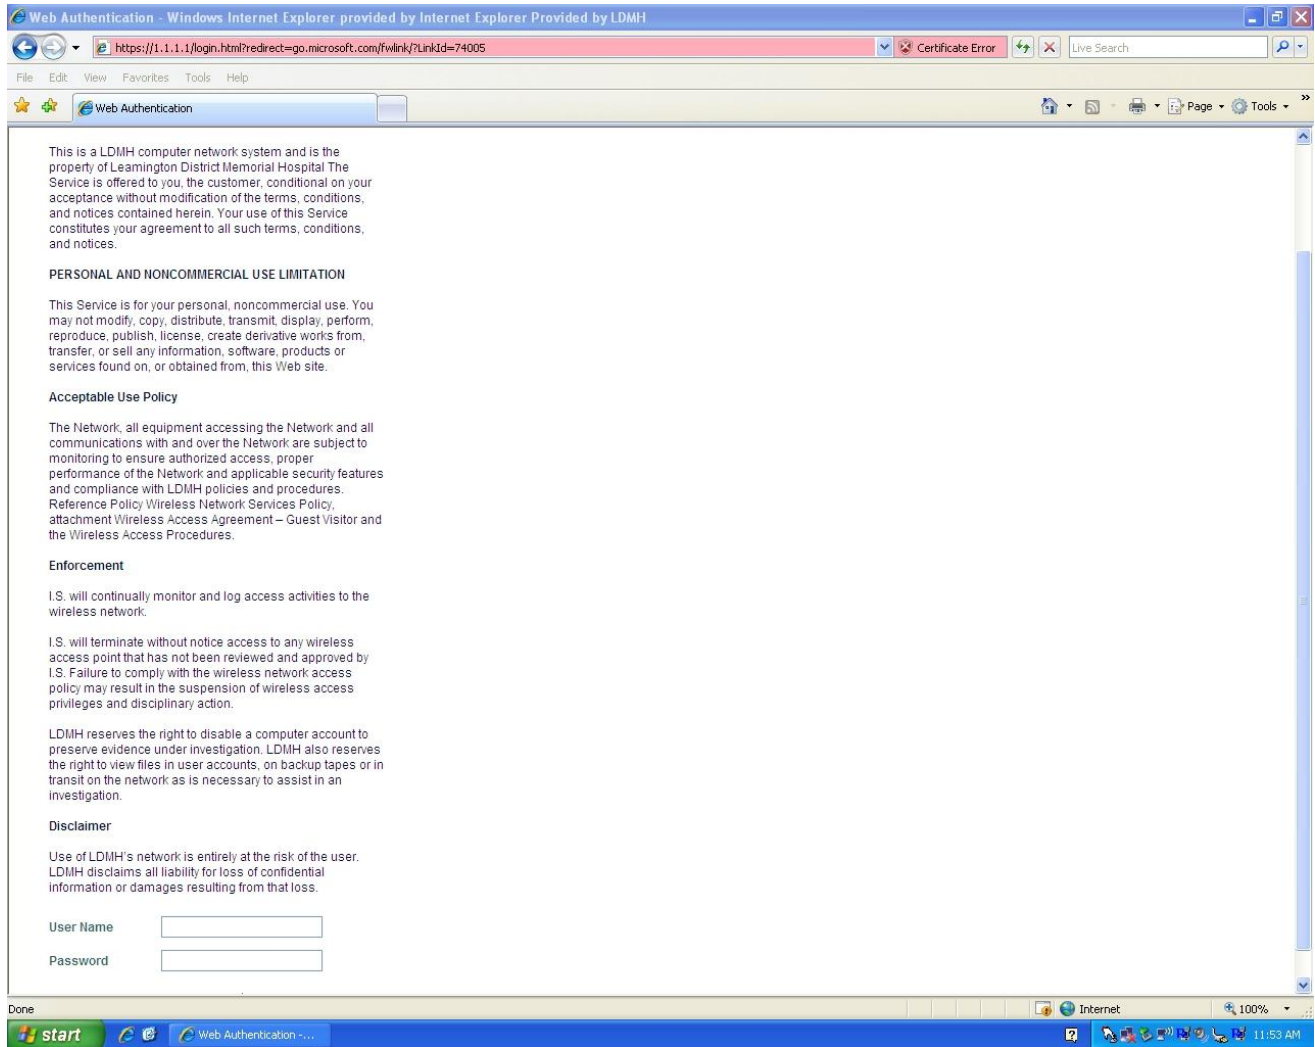 Web Authentication - Windows Internet Explorer provided by Internet Explorer Provided by LDMH
https://1.1.1.1/login.html?redirect=go.microsoft.com/fwlink/?LinkId=74005
Certificate Error
Live Search
File Edit View Favorites Tools Help
Web Authentication
Page Tools
This is a LDMH computer network system and is the
property of Leamington District Memorial Hospital The
Service is offered to you, the customer, conditional on your
acceptance without modification of the terms, conditions,
and notices contained herein. Your use of this Service
constitutes your agreement to all such terms, conditions,
and notices.
PERSONAL AND NONCOMMERCIAL USE LIMITATION
This Service is for your personal, noncommercial use. You
may not modify, copy, distribute, transmit, display, perform,
reproduce, publish, license, create derivative works from,
transfer, or sell any information, software, products or
services found on, or obtained from, this Web site.
Acceptable Use Policy
The Network, all equipment accessing the Network and all
communications with and over the Network are subject to
monitoring to ensure authorized access, proper
performance of the Network and applicable security features
and compliance with LDMH policies and procedures.
Reference Policy Wireless Network Services Policy,
attachment Wireless Access Agreement – Guest Visitor and
the Wireless Access Procedures.
Enforcement
I.S. will continually monitor and log access activities to the
wireless network.
I.S. will terminate without notice access to any wireless
access point that has not been reviewed and approved by
I.S. Failure to comply with the wireless network access
policy may result in the suspension of wireless access
privileges and disciplinary action.
LDMH reserves the right to disable a computer account to
preserve evidence under investigation. LDMH also reserves
the right to view files in user accounts, on backup tapes or in
transit on the network as is necessary to assist in an
investigation.
Disclaimer
Use of LDMH's network is entirely at the risk of the user.
LDMH disclaims all liability for loss of confidential
information or damages resulting from that loss.
User Name
Password
Done
Internet
100%
start
Web Authentication -...
11:53 AM